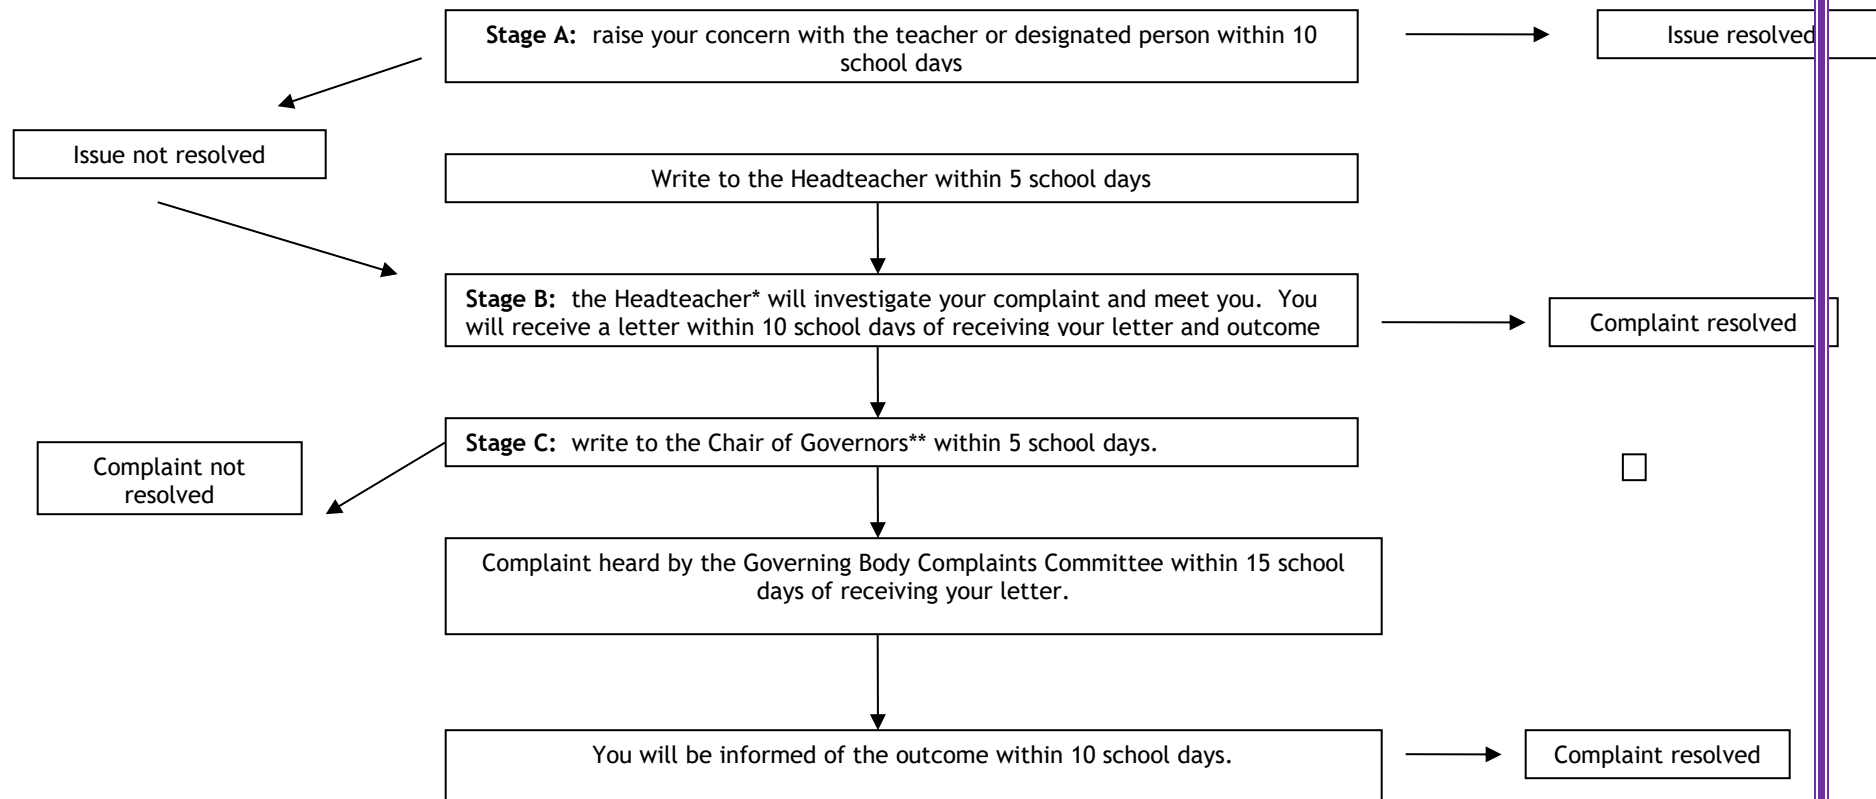 Stage A: raise your concern with the teacher or designated person within 10
school days
Issue resolved
Issue not resolved
Write to the Headteacher within 5 school days
Stage B: the Headteacher* will investigate your complaint and meet you. You
will receive a letter within 10 school days of receiving your letter and outcome
Complaint resolved
Stage C: write to the Chair of Governors** within 5 school days.
Complaint not
resolved
Complaint heard by the Governing Body Complaints Committee within 15 school
days of receiving your letter.
You will be informed of the outcome within 10 school days.
Complaint resolved